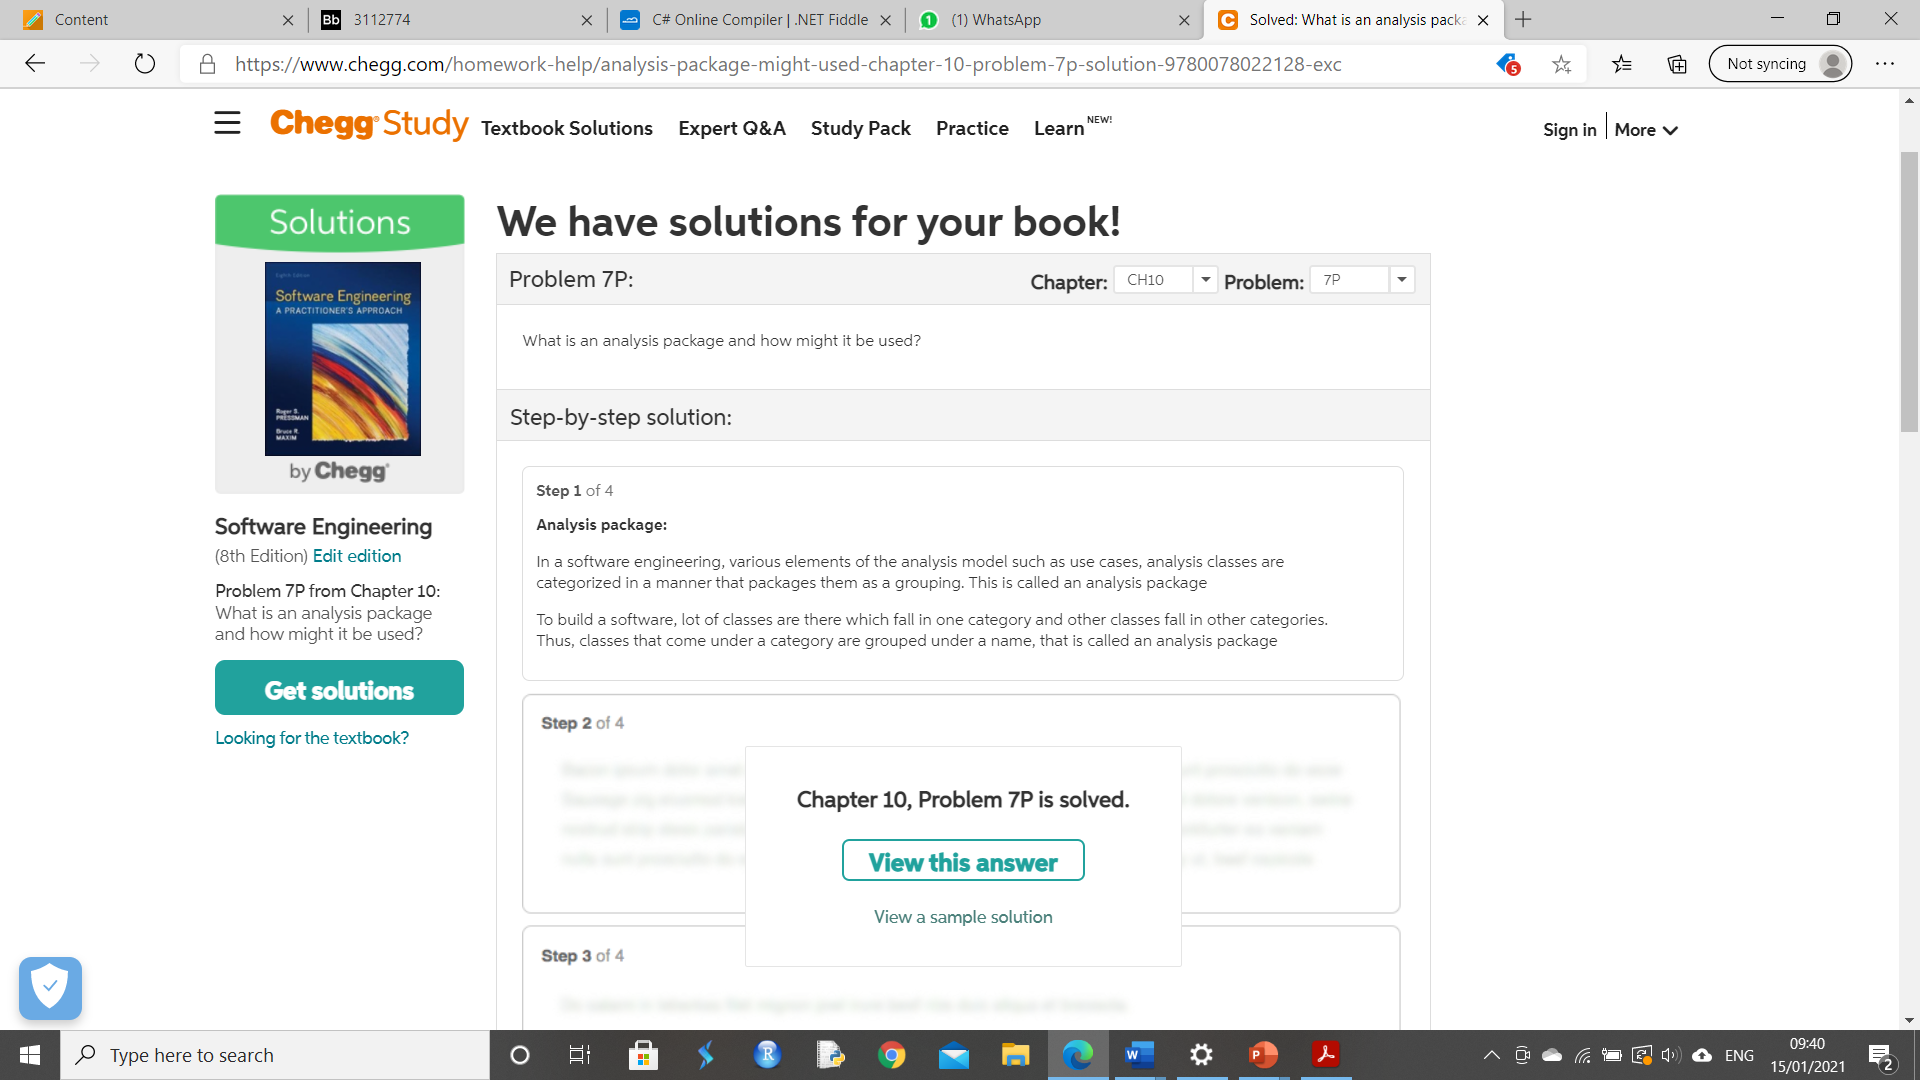 Content
Bb 3112774
C# Online Compiler | .NET Fiddle
1 (1) WhatsApp
C Solved: What is an analysis packa
https://www.chegg.com/homework-help/analysis-package-might-used-chapter-10-problem-7p-solution-9780078022128-exc
5
Not syncing
Chegg Study
Textbook Solutions
Expert Q&A
Study Pack
Practice
Learn NEW!
Sign in
More
Solutions
Software Engineering
A PRACTITIONER'S APPROACH
Roger S.
PRESSMAN
Bruce R.
MAXIM
by Chegg
Software Engineering
(8th Edition) Edit edition
Problem 7P from Chapter 10:
What is an analysis package
and how might it be used?
Get solutions
Looking for the textbook?
We have solutions for your book!
Problem 7P:
Chapter: CH10 Problem: 7P
What is an analysis package and how might it be used?
Step-by-step solution:
Step 1 of 4
Analysis package:
In a software engineering, various elements of the analysis model such as use cases, analysis classes are
categorized in a manner that packages them as a grouping. This is called an analysis package
To build a software, lot of classes are there which fall in one category and other classes fall in other categories.
Thus, classes that come under a category are grouped under a name, that is called an analysis package
Step 2 of 4
Chapter 10, Problem 7P is solved.
View this answer
View a sample solution
Step 3 of 4
Type here to search
ENG
09:40
15/01/2021
2